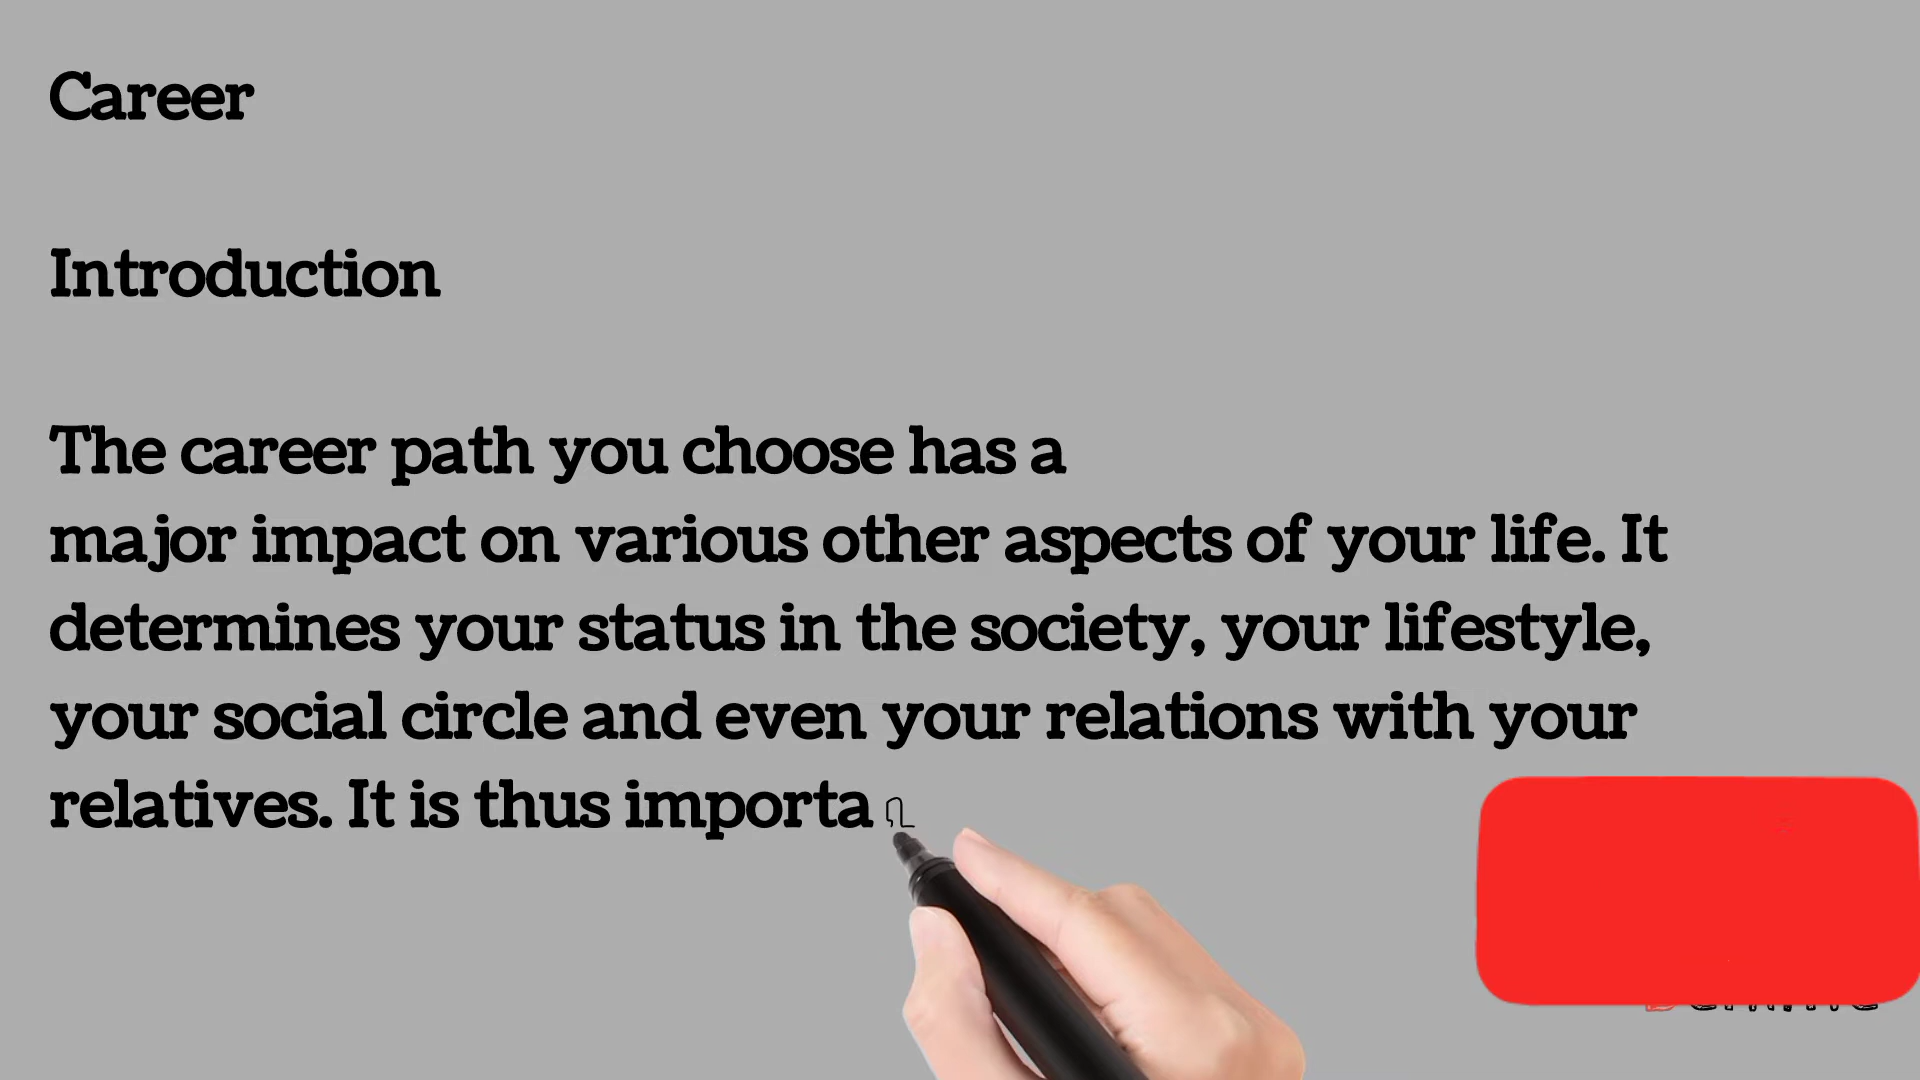 Career
Introduction
The career path you choose has a
major impact on various other aspects of your life. It
determines your status in the society, your lifestyle,
your social circle and even your relations with your
relatives. It is thus importa